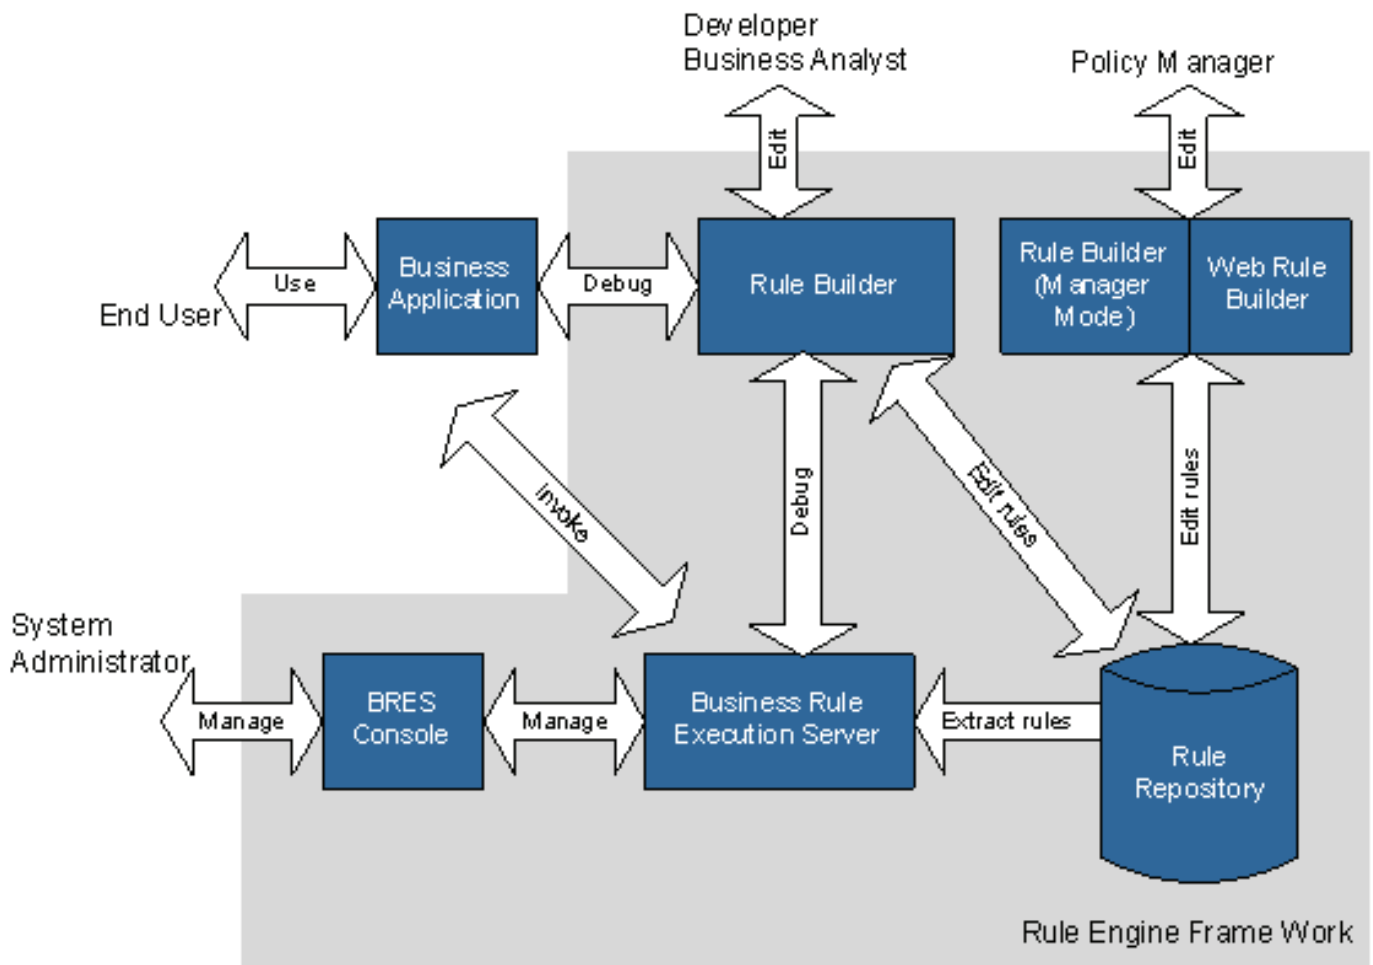 Developer
Business Analyst
Policy Manager
Edit
Edit
End User
Use
Business
Application
Debug
Rule Builder
Rule Builder
(Manager
Mode)
Web Rule
Builder
Invoke
Debug
Edit rules
Edit rules
System
Administrator
Manage
BRES
Console
Manage
Business Rule
Execution Server
Extract rules
Rule
Repository
Rule Engine Frame Work